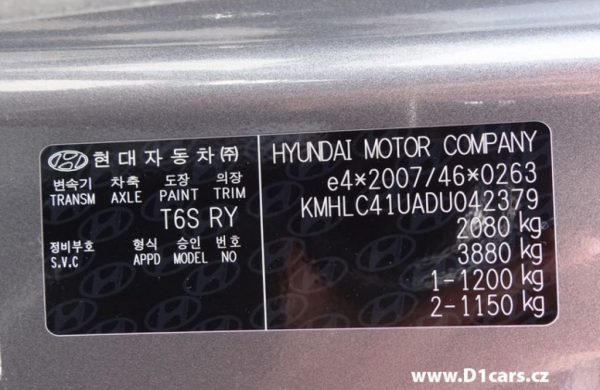 현대자동차㈜
변속기 차축 도장 의장
TRANSM AXLE PAINT TRIM
T6S RY
정비부호 형식 승인 번호
S.V.C APPD MODEL NO
HYUNDAI MOTOR COMPANY
e4*2007/46*0263
KMHLC41UADU042379
2080 kg
3880 kg
1-1200 kg
2-1150 kg
www.D1cars.cz